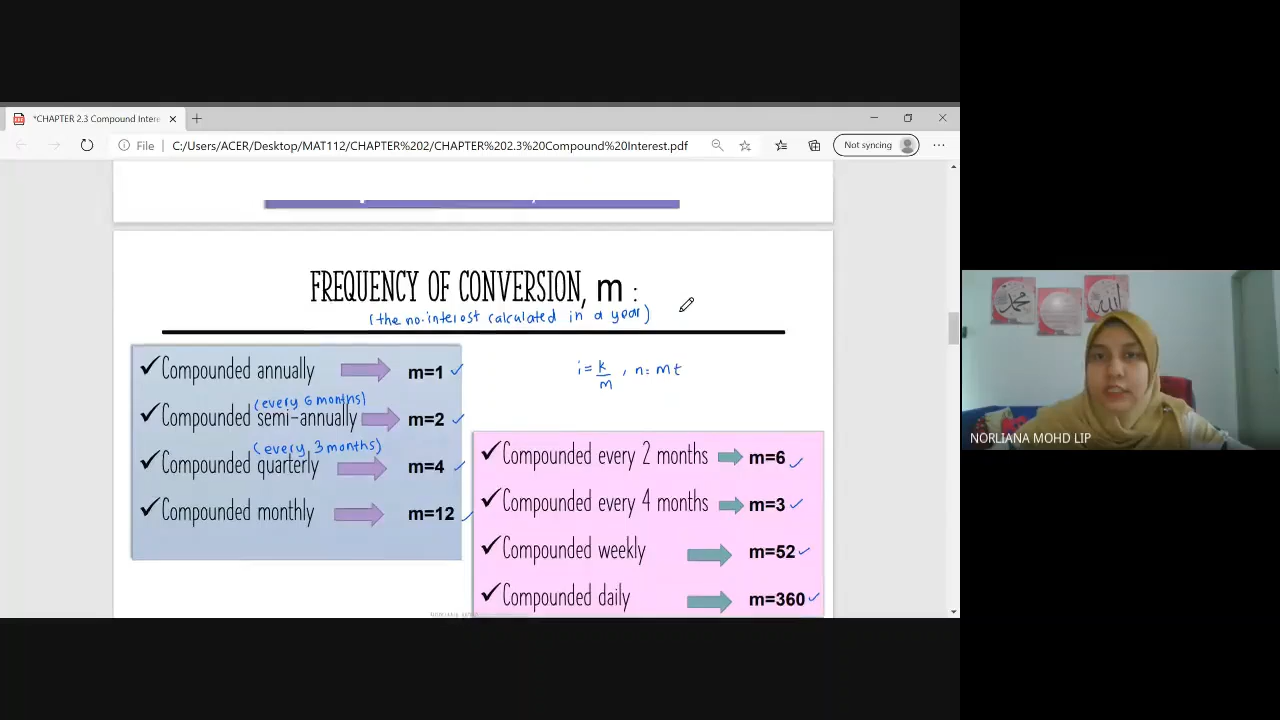 *CHAPTER 2.3 Compound Intere
File
C:/Users/ACER/Desktop/MAT112/CHAPTER%202/CHAPTER%202.3%20Compound%20Interest.pdf
Not syncing
FREQUENCY OF CONVERSION, m :
(the no.interest calculated in a year)
✓Compounded annually m=1 ✓
(every 6 months)
✓Compounded semi-annually m=2 ✓
(every 3 months)
✓Compounded quarterly m=4 ✓
✓Compounded monthly m=12 ✓
i = k/m , n = mt
✓Compounded every 2 months m=6 ✓
✓Compounded every 4 months m=3 ✓
✓Compounded weekly m=52 ✓
✓Compounded daily m=360 ✓
محمد
الله
NORLIANA MOHD LIP